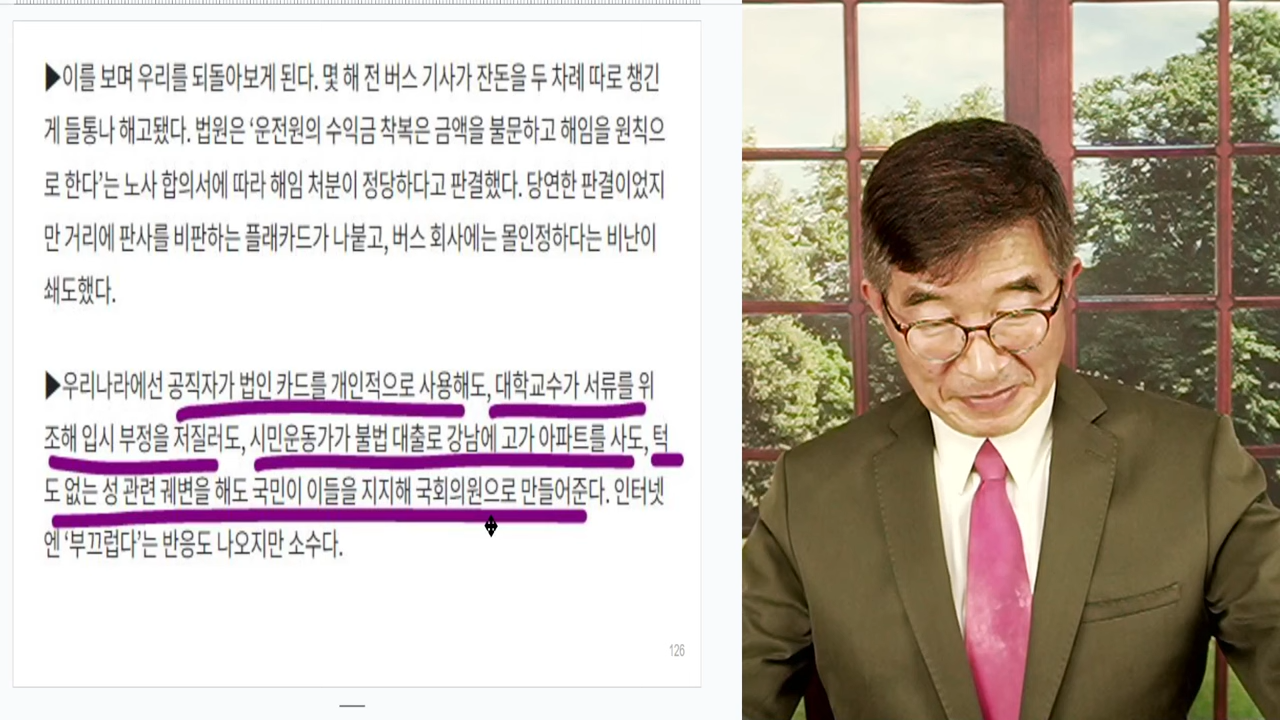 ▶이를 보며 우리를 되돌아보게 된다. 몇 해 전 버스 기사가 잔돈을 두 차례 따로 챙긴
게 들통나 해고됐다. 법원은 ‘운전원의 수익금 착복은 금액을 불문하고 해임을 원칙으
로 한다’는 노사 합의서에 따라 해임 처분이 정당하다고 판결했다. 당연한 판결이었지
만 거리에 판사를 비판하는 플래카드가 나붙고, 버스 회사에는 몰인정하다는 비난이
쇄도했다.
▶우리나라에선 공직자가 법인 카드를 개인적으로 사용해도, 대학교수가 서류를 위
조해 입시 부정을 저질러도, 시민운동가가 불법 대출로 강남에 고가 아파트를 사도, 턱
도 없는 성 관련 궤변을 해도 국민이 이들을 지지해 국회의원으로 만들어준다. 인터넷
엔 ‘부끄럽다’는 반응도 나오지만 소수다.
126